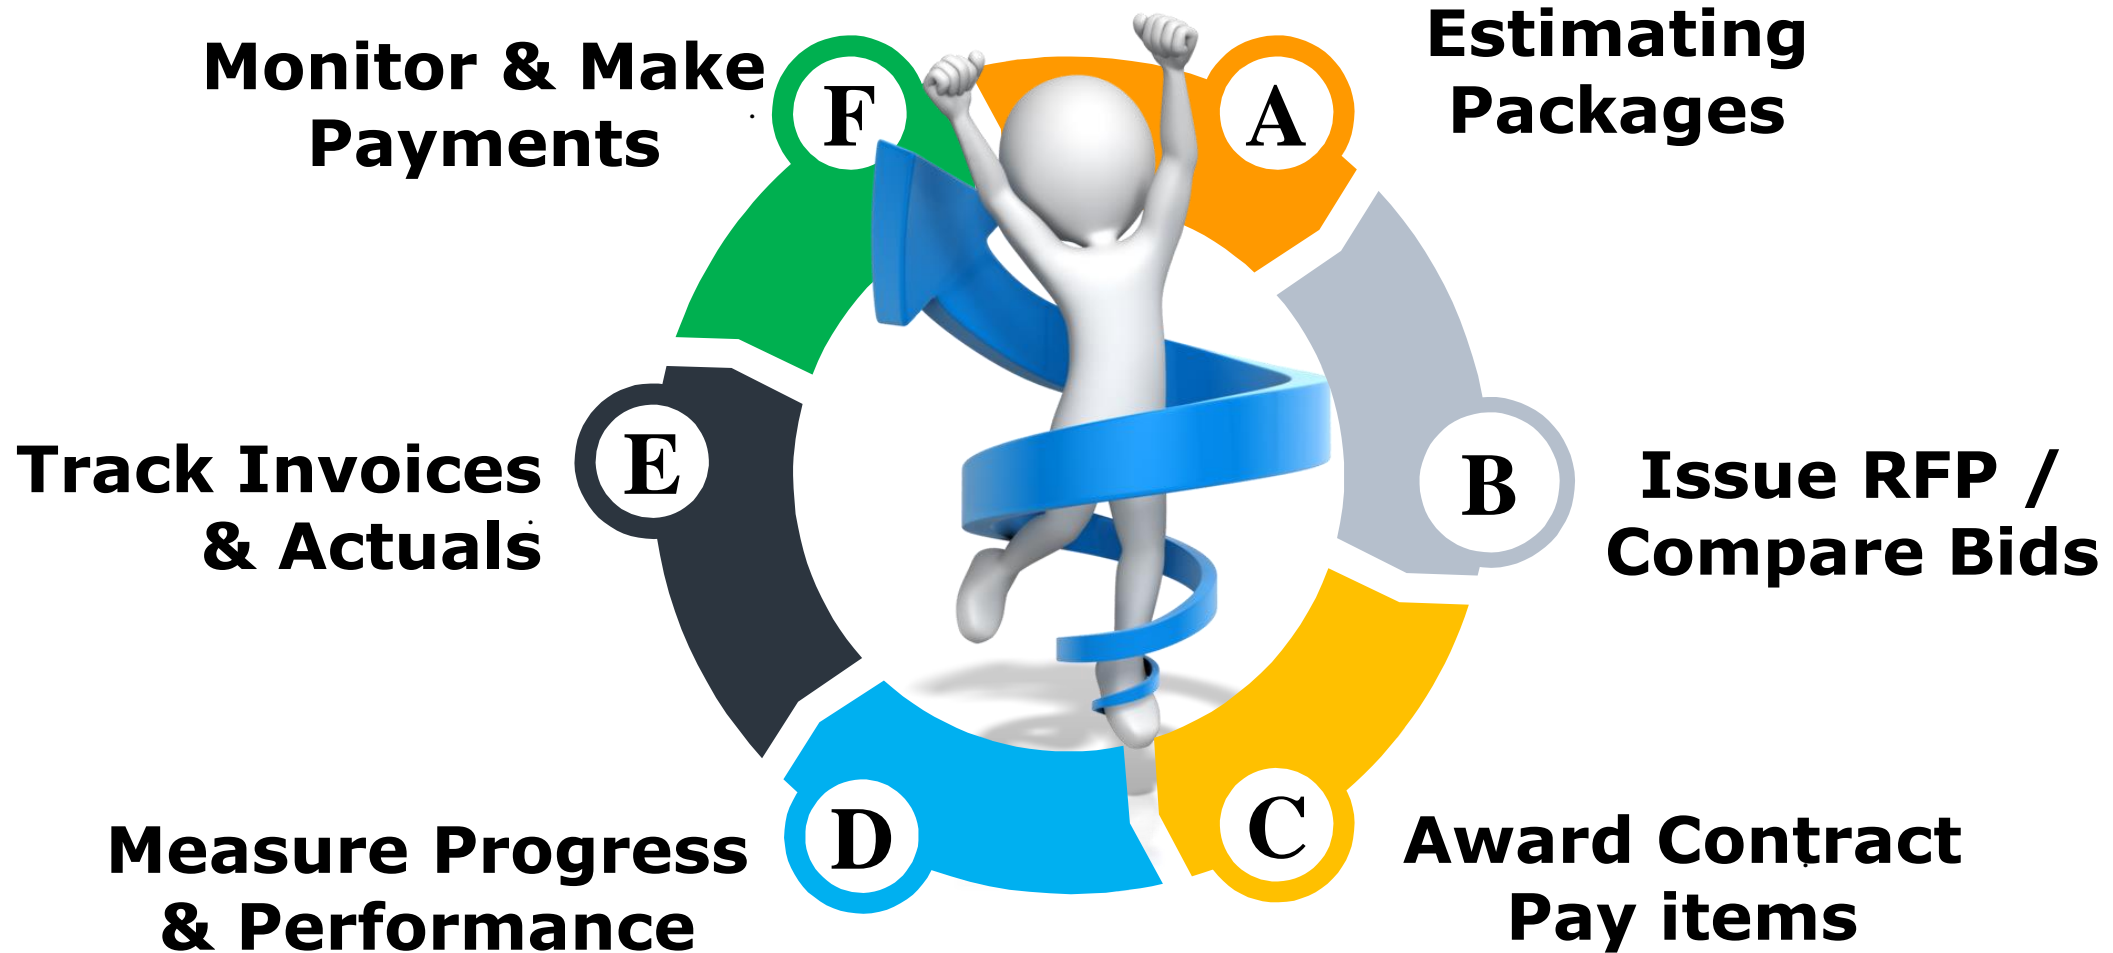 A
Estimating
Packages
B
Issue RFP /
Compare Bids
C
Award Contract
Pay items
D
Measure Progress
& Performance
E
Track Invoices
& Actuals
F
Monitor & Make
Payments